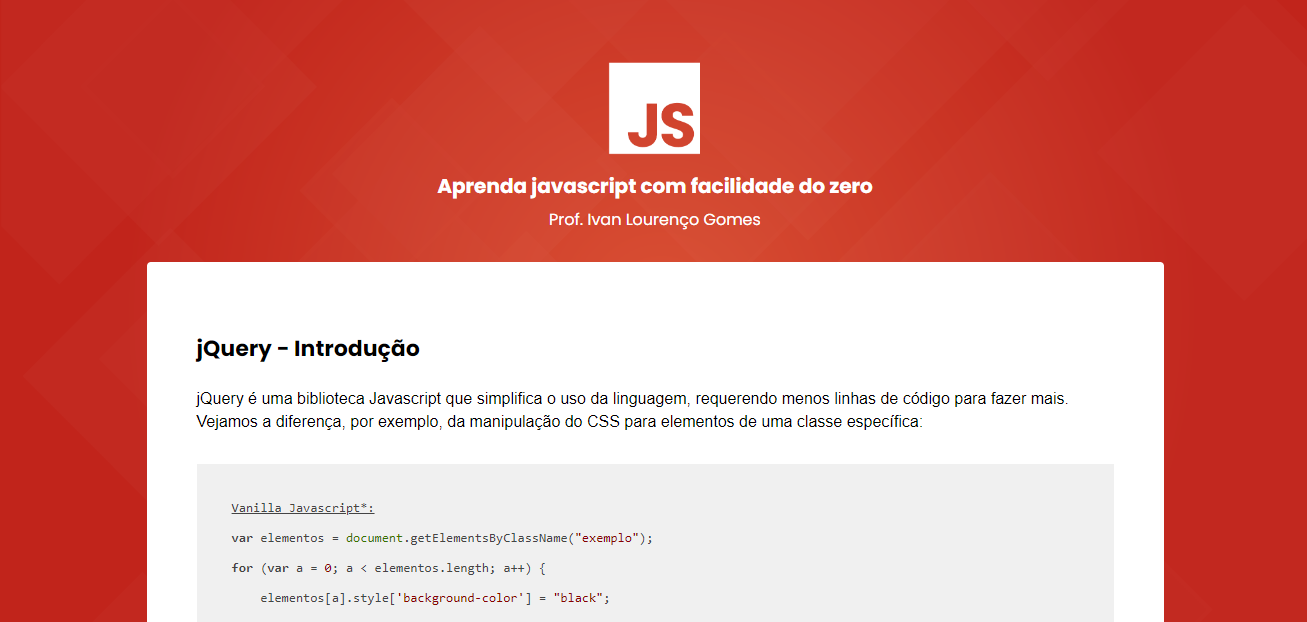 JS
Aprenda javascript com facilidade do zero
Prof. Ivan Lourenço Gomes
jQuery - Introdução
jQuery é uma biblioteca Javascript que simplifica o uso da linguagem, requerendo menos linhas de código para fazer mais.
Vejamos a diferença, por exemplo, da manipulação do CSS para elementos de uma classe específica:
Vanilla Javascript*:
var elementos = document.getElementsByClassName("exemplo");
for (var a = 0; a < elementos.length; a++) {
    elementos[a].style['background-color'] = "black";